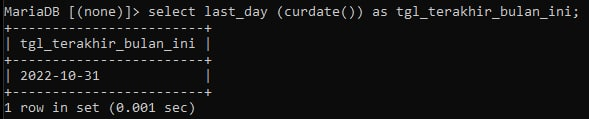 MariaDB [(none)]> select last_day (curdate()) as tgl_terakhir_bulan_ini;
+------------------------+
| tgl_terakhir_bulan_ini |
+------------------------+
| 2022-10-31             |
+------------------------+
1 row in set (0.001 sec)